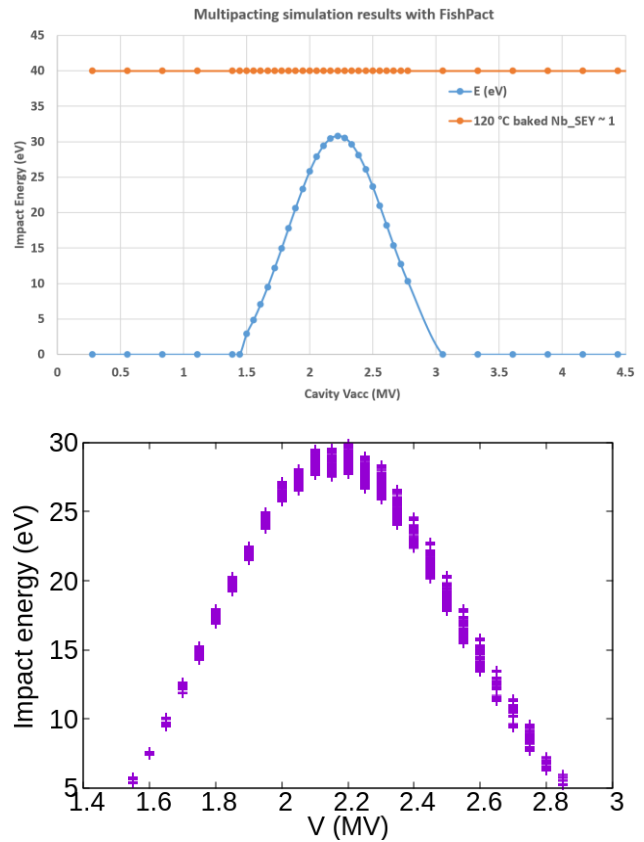 Multipacting simulation results with FishPact
45
40
35
30
25
20
15
10
5
0
Impact Energy (eV)
E (eV)
120 °C baked Nb_SEY ~ 1
0 0.5 1 1.5 2 2.5 3 3.5 4 4.5
Cavity Vacc (MV)
30
25
20
15
10
5
Impact energy (eV)
1.4 1.6 1.8 2 2.2 2.4 2.6 2.8 3
V (MV)